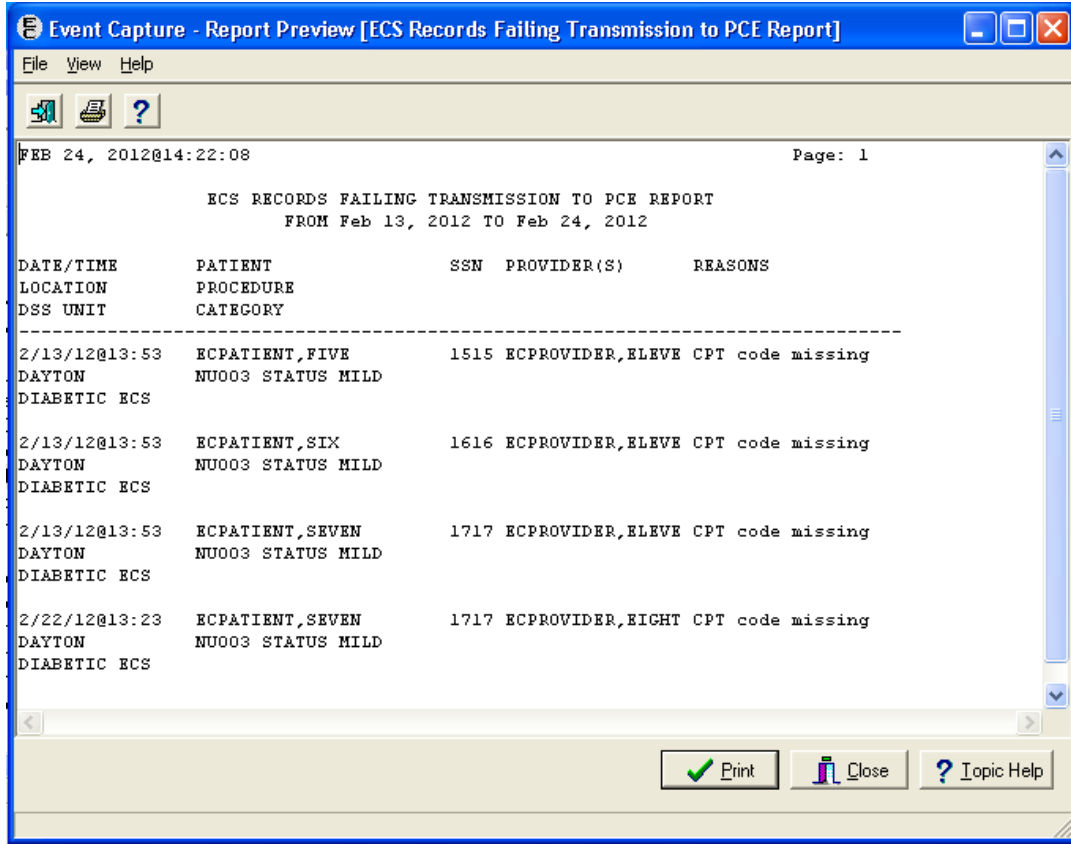 Event Capture - Report Preview [ECS Records Failing Transmission to PCE Report]
File View Help
FEB 24, 2012@14:22:08 Page: 1
ECS RECORDS FAILING TRANSMISSION TO PCE REPORT
FROM Feb 13, 2012 TO Feb 24, 2012
DATE/TIME PATIENT SSN PROVIDER(S) REASONS
LOCATION PROCEDURE
DSS UNIT CATEGORY
--------------------------------------------------------------------------------
2/13/12@13:53 ECPATIENT,FIVE 1515 ECPROVIDER,ELEVE CPT code missing
DAYTON NU003 STATUS MILD
DIABETIC ECS
2/13/12@13:53 ECPATIENT,SIX 1616 ECPROVIDER,ELEVE CPT code missing
DAYTON NU003 STATUS MILD
DIABETIC ECS
2/13/12@13:53 ECPATIENT,SEVEN 1717 ECPROVIDER,ELEVE CPT code missing
DAYTON NU003 STATUS MILD
DIABETIC ECS
2/22/12@13:23 ECPATIENT,SEVEN 1717 ECPROVIDER,EIGHT CPT code missing
DAYTON NU003 STATUS MILD
DIABETIC ECS
Print Close ? Topic Help